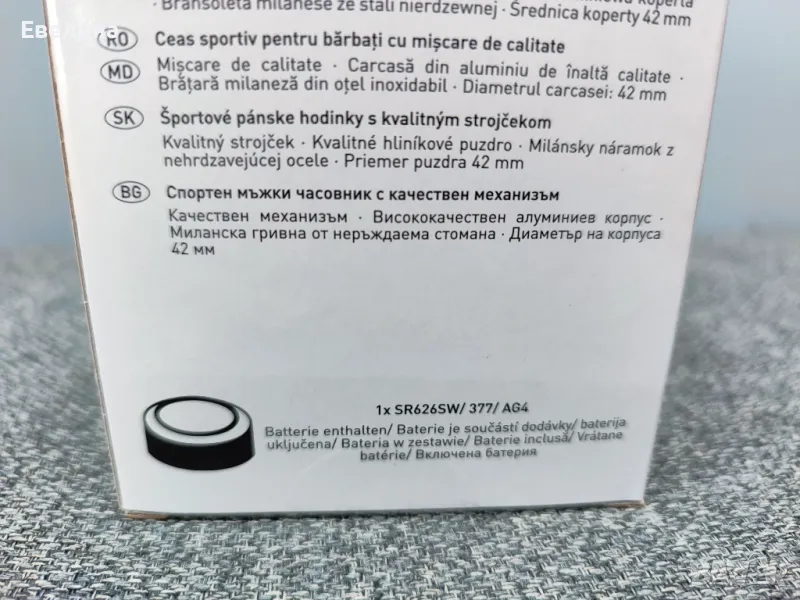 · Bransoleta milanese ze stali nierdzewnej · Średnica koperty 42 mm
RO Ceas sportiv pentru bărbați cu mișcare de calitate
MD Mișcare de calitate · Carcasă din aluminiu de înaltă calitate ·
Brățară milaneză din oțel inoxidabil · Diametrul carcasei: 42 mm
SK Športové pánske hodinky s kvalitným strojčekom
Kvalitný strojček · Kvalitné hliníkové puzdro · Milánsky náramok z
nehrdzavejúcej ocele · Priemer puzdra 42 mm
BG Спортен мъжки часовник с качествен механизъм
Качествен механизъм · Висококачествен алуминиев корпус ·
Миланска гривна от неръждаема стомана · Диаметър на корпуса
42 мм
1x SR626SW/ 377/ AG4
Batterie enthalten/ Baterie je součástí dodávky/ baterija
uključena/ Bateria w zestawie/ Baterie inclusă/ Vrátane
batérie/ Включена батерия